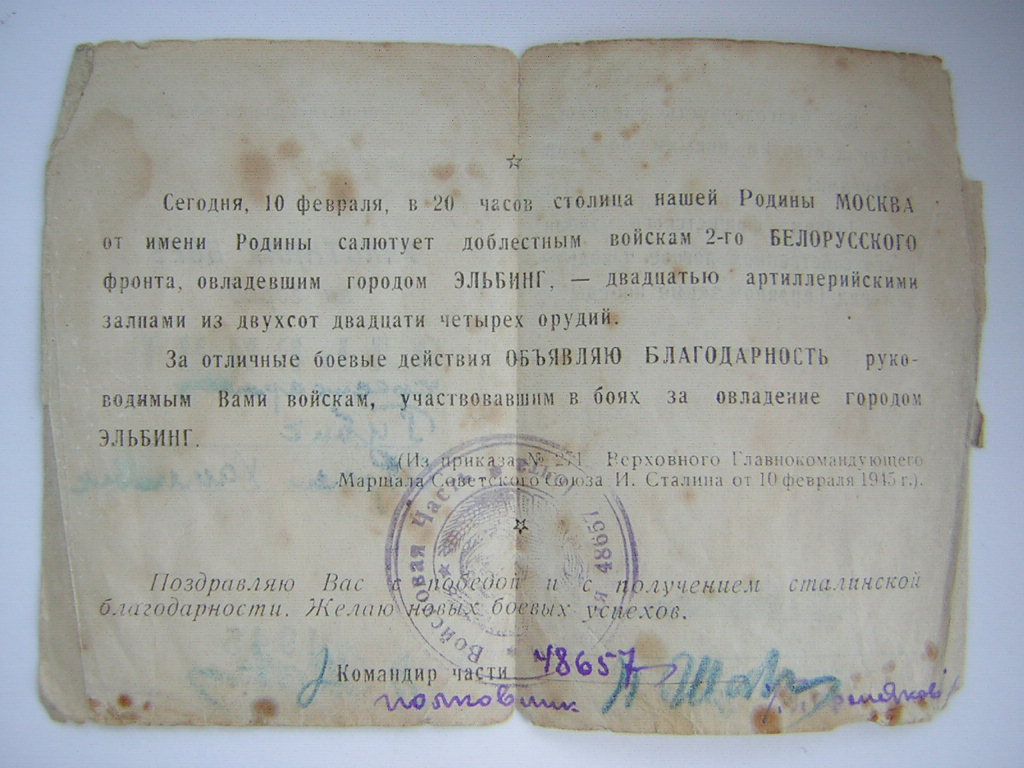 Сегодня, 10 февраля, в 20 часов столица нашей Родины МОСКВА
от имени Родины салютует доблестным войскам 2-го БЕЛОРУССКОГО
фронта, овладевшим городом ЭЛЬБИНГ, — двадцатью артиллерийскими
залпами из двухсот двадцати четырех орудий.
За отличные боевые действия ОБЪЯВЛЯЮ БЛАГОДАРНОСТЬ руко-
водимым Вами войскам, участвовавшим в боях за овладение городом
ЭЛЬБИНГ.
(Из приказа № 271 Верховного Главнокомандующего
Маршала Советского Союза И. Сталина от 10 февраля 1945 г.).
Войсковая Часть
48657
Поздравляю Вас с победой и с получением сталинской
благодарности. Желаю новых боевых успехов.
Командир части 48657
полковник